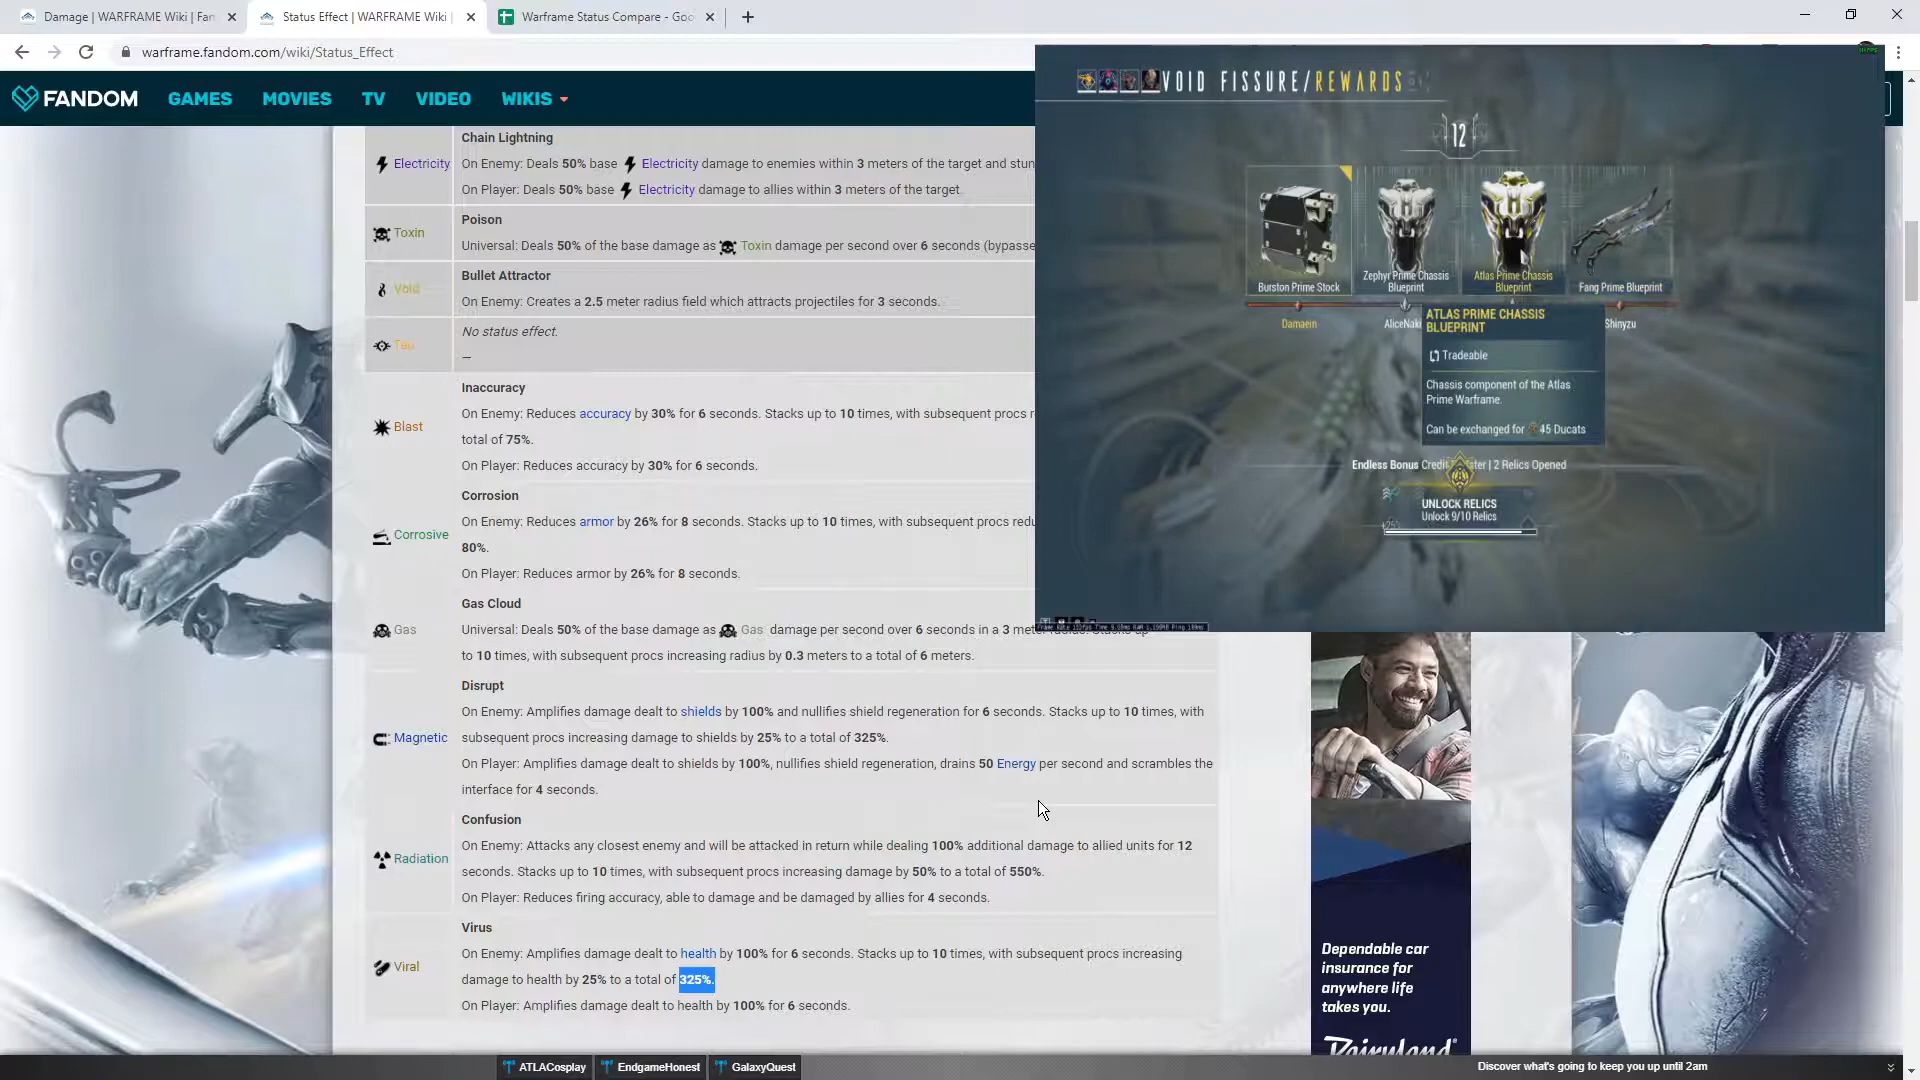 Damage | WARFRAME Wiki | Fan
Status Effect | WARFRAME Wiki |
Warframe Status Compare - Goo
warframe.fandom.com/wiki/Status_Effect
FANDOM
GAMES
MOVIES
TV
VIDEO
WIKIS
Electricity
Chain Lightning
On Enemy: Deals 50% base Electricity damage to enemies within 3 meters of the target and stun
On Player: Deals 50% base Electricity damage to allies within 3 meters of the target.
Toxin
Poison
Universal: Deals 50% of the base damage as Toxin damage per second over 6 seconds (bypasse
Void
Bullet Attractor
On Enemy: Creates a 2.5 meter radius field which attracts projectiles for 3 seconds.
Tau
No status effect.
—
Blast
Inaccuracy
On Enemy: Reduces accuracy by 30% for 6 seconds. Stacks up to 10 times, with subsequent procs r
total of 75%.
On Player: Reduces accuracy by 30% for 6 seconds.
Corrosive
Corrosion
On Enemy: Reduces armor by 26% for 8 seconds. Stacks up to 10 times, with subsequent procs redu
80%.
On Player: Reduces armor by 26% for 8 seconds.
Gas
Gas Cloud
Universal: Deals 50% of the base damage as Gas damage per second over 6 seconds in a 3 meter radius. Stacks up
to 10 times, with subsequent procs increasing radius by 0.3 meters to a total of 6 meters.
Magnetic
Disrupt
On Enemy: Amplifies damage dealt to shields by 100% and nullifies shield regeneration for 6 seconds. Stacks up to 10 times, with
subsequent procs increasing damage to shields by 25% to a total of 325%.
On Player: Amplifies damage dealt to shields by 100%, nullifies shield regeneration, drains 50 Energy per second and scrambles the
interface for 4 seconds.
Radiation
Confusion
On Enemy: Attacks any closest enemy and will be attacked in return while dealing 100% additional damage to allied units for 12
seconds. Stacks up to 10 times, with subsequent procs increasing damage by 50% to a total of 550%.
On Player: Reduces firing accuracy, able to damage and be damaged by allies for 4 seconds.
Viral
Virus
On Enemy: Amplifies damage dealt to health by 100% for 6 seconds. Stacks up to 10 times, with subsequent procs increasing
damage to health by 25% to a total of 325%.
On Player: Amplifies damage dealt to health by 100% for 6 seconds.
VOID FISSURE/REWARDS
12
Burston Prime Stock
Zephyr Prime Chassis
Blueprint
Atlas Prime Chassis
Blueprint
Fang Prime Blueprint
Damaein
AliceNak
Shinyzu
ATLAS PRIME CHASSIS
BLUEPRINT
Tradeable
Chassis component of the Atlas
Prime Warframe.
Can be exchanged for 45 Ducats
Endless Bonus Credit Booster | 2 Relics Opened
UNLOCK RELICS
Unlock 9/10 Relics
Dependable car
insurance for
anywhere life
takes you.
Dairyland
ATLACosplay
EndgameHonest
GalaxyQuest
Discover what's going to keep you up until 2am